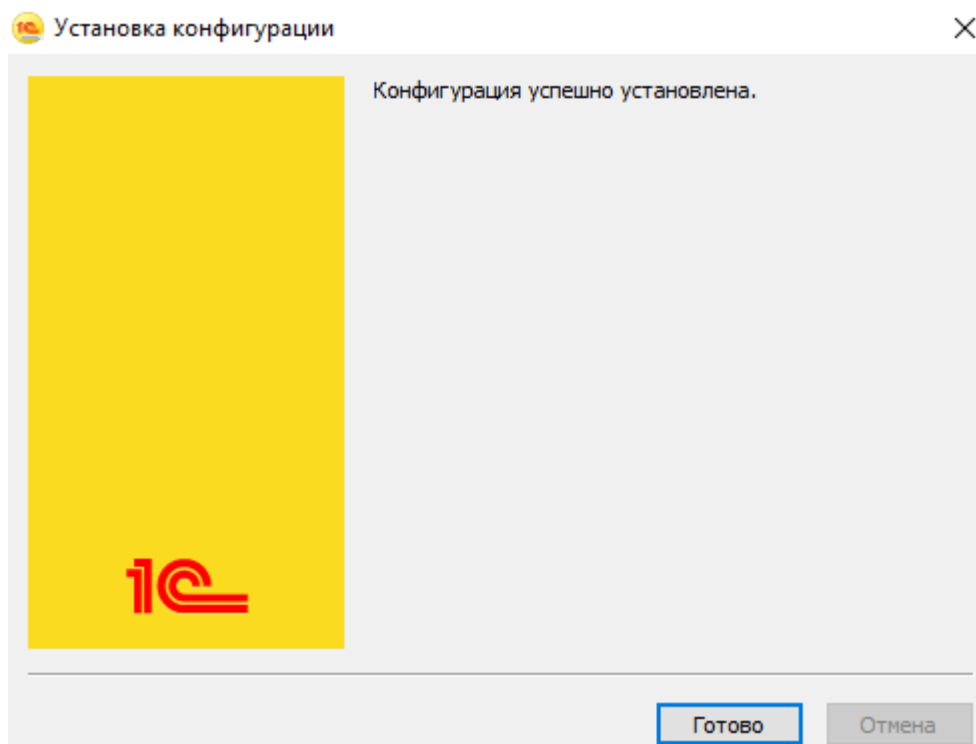 Установка конфигурации
Конфигурация успешно установлена.
1С
Готово
Отмена